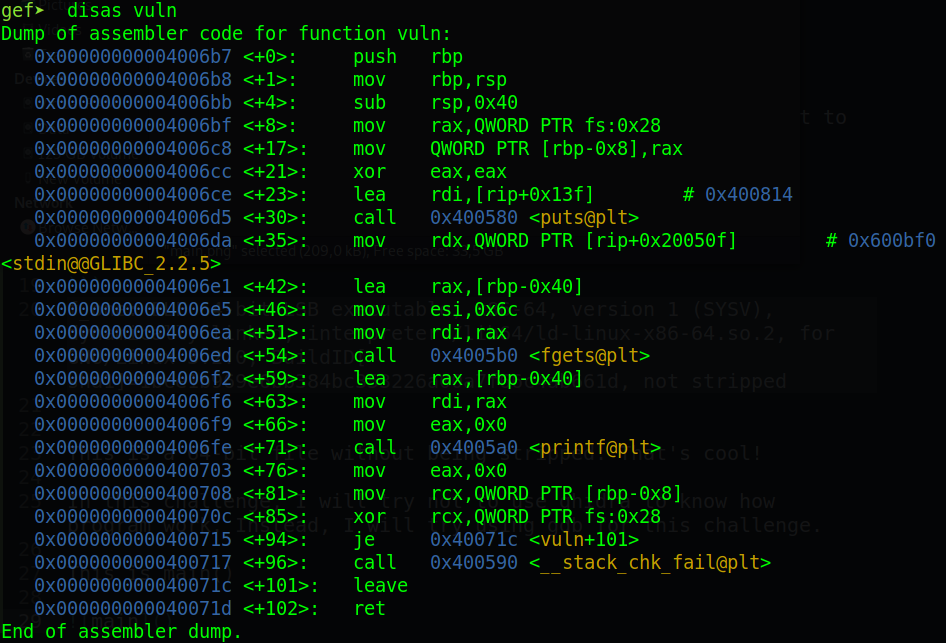 gef➤  disas vuln
Dump of assembler code for function vuln:
   0x00000000004006b7 <+0>:	push   rbp
   0x00000000004006b8 <+1>:	mov    rbp,rsp
   0x00000000004006bb <+4>:	sub    rsp,0x40
   0x00000000004006bf <+8>:	mov    rax,QWORD PTR fs:0x28
   0x00000000004006c8 <+17>:	mov    QWORD PTR [rbp-0x8],rax
   0x00000000004006cc <+21>:	xor    eax,eax
   0x00000000004006ce <+23>:	lea    rdi,[rip+0x13f]        # 0x400814
   0x00000000004006d5 <+30>:	call   0x400580 <puts@plt>
   0x00000000004006da <+35>:	mov    rdx,QWORD PTR [rip+0x20050f]        # 0x600bf0
<stdin@@GLIBC_2.2.5>
   0x00000000004006e1 <+42>:	lea    rax,[rbp-0x40]
   0x00000000004006e5 <+46>:	mov    esi,0x6c
   0x00000000004006ea <+51>:	mov    rdi,rax
   0x00000000004006ed <+54>:	call   0x4005b0 <fgets@plt>
   0x00000000004006f2 <+59>:	lea    rax,[rbp-0x40]
   0x00000000004006f6 <+63>:	mov    rdi,rax
   0x00000000004006f9 <+66>:	mov    eax,0x0
   0x00000000004006fe <+71>:	call   0x4005a0 <printf@plt>
   0x0000000000400703 <+76>:	mov    eax,0x0
   0x0000000000400708 <+81>:	mov    rcx,QWORD PTR [rbp-0x8]
   0x000000000040070c <+85>:	xor    rcx,QWORD PTR fs:0x28
   0x0000000000400715 <+94>:	je     0x40071c <vuln+101>
   0x0000000000400717 <+96>:	call   0x400590 <__stack_chk_fail@plt>
   0x000000000040071c <+101>:	leave
   0x000000000040071d <+102>:	ret
End of assembler dump.